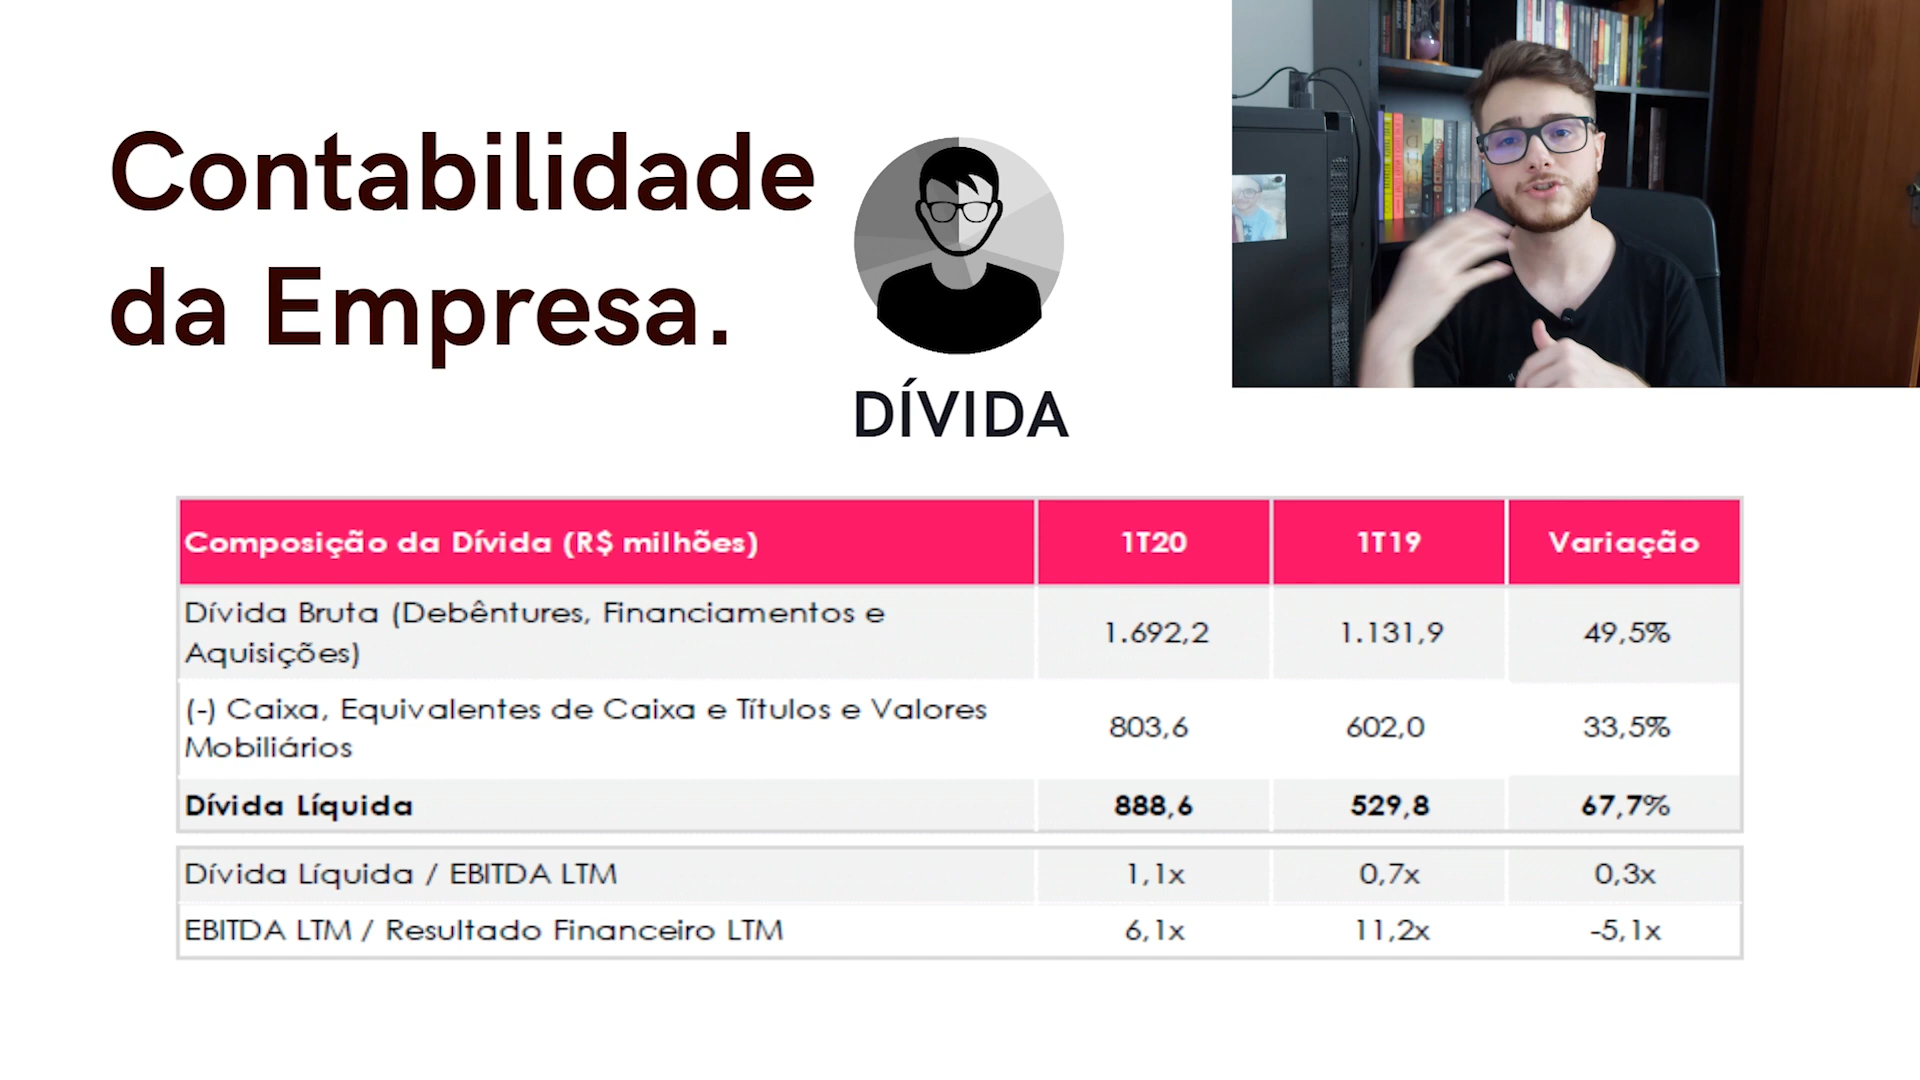 Contabilidade
da Empresa.
DÍVIDA
Composição da Dívida (R$ milhões) 1T20 1T19 Variação
Dívida Bruta (Debêntures, Financiamentos e
Aquisições) 1.692,2 1.131,9 49,5%
(-) Caixa, Equivalentes de Caixa e Títulos e Valores
Mobiliários 803,6 602,0 33,5%
Dívida Líquida 888,6 529,8 67,7%
Dívida Líquida / EBITDA LTM 1,1x 0,7x 0,3x
EBITDA LTM / Resultado Financeiro LTM 6,1x 11,2x -5,1x